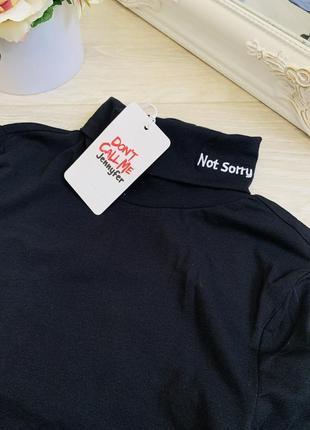 DON'T
CALL ME
Jennyfer
Not Sorry